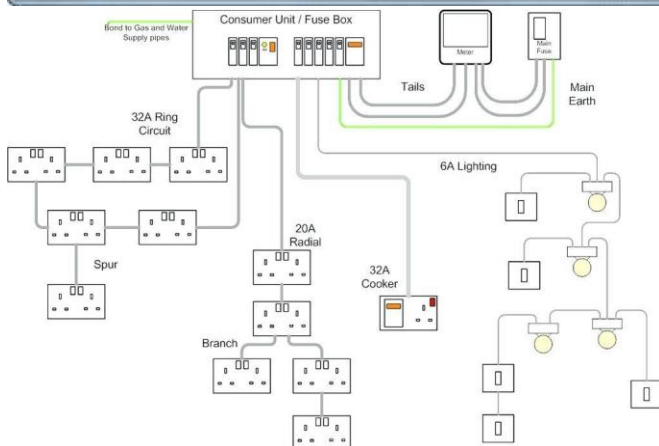 Bond to Gas and Water
Supply pipes
Consumer Unit / Fuse Box
Meter
Main
Fuse
Tails
Main
Earth
32A Ring
Circuit
6A Lighting
20A
Radial
Spur
32A
Cooker
Branch